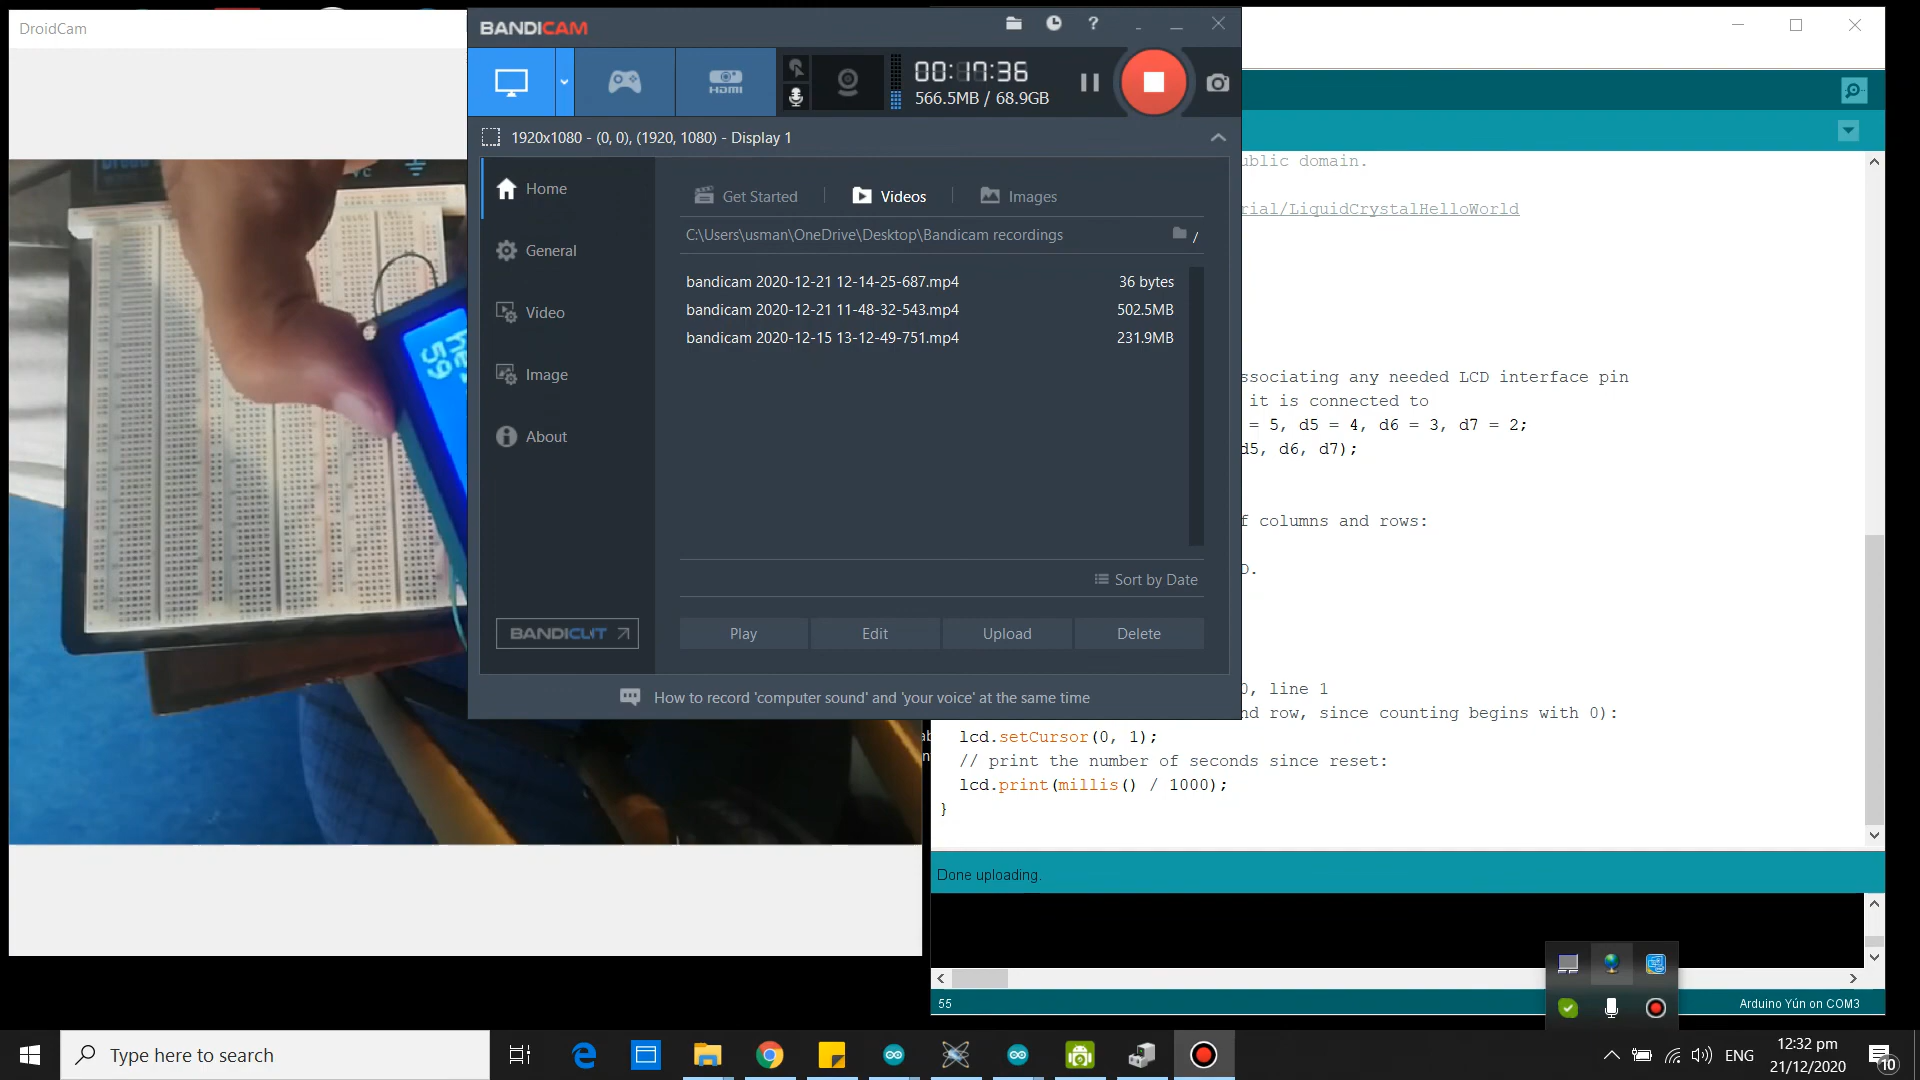 DroidCam
BANDICAM
?
HDMI
00:17:36
566.5MB / 68.9GB
1920x1080 - (0, 0), (1920, 1080) - Display 1
Home
General
Video
Image
About
BANDICUT
Get Started
Videos
Images
C:\Users\usman\OneDrive\Desktop\Bandicam recordings
/
bandicam 2020-12-21 12-14-25-687.mp4 36 bytes
bandicam 2020-12-21 11-48-32-543.mp4 502.5MB
bandicam 2020-12-15 13-12-49-751.mp4 231.9MB
Sort by Date
Play Edit Upload Delete
How to record 'computer sound' and 'your voice' at the same time
59
ublic domain.
rial/LiquidCrystalHelloWorld
ssociating any needed LCD interface pin
it is connected to
= 5, d5 = 4, d6 = 3, d7 = 2;
d5, d6, d7);
f columns and rows:
o.
0, line 1
nd row, since counting begins with 0):
lcd.setCursor(0, 1);
// print the number of seconds since reset:
lcd.print(millis() / 1000);
}
Done uploading.
55
Arduino Yún on COM3
Type here to search
ENG
12:32 pm
21/12/2020
10